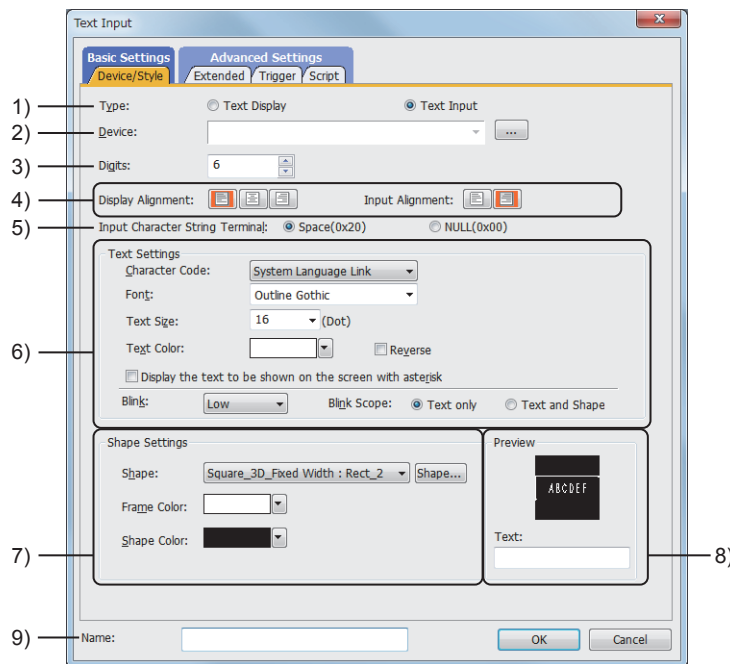 Text Input
x
Basic Settings Advanced Settings
Device/Style Extended Trigger Script
1) Type: Text Display Text Input
2) Device: ...
3) Digits: 6
4) Display Alignment: Input Alignment:
5) Input Character String Terminal: Space(0x20) NULL(0x00)
Text Settings
Character Code: System Language Link
Font: Outline Gothic
Text Size: 16 (Dot)
6) Text Color: Reverse
Display the text to be shown on the screen with asterisk
Blink: Low Blink Scope: Text only Text and Shape
Shape Settings Preview
Shape: Square_3D_Fixed Width : Rect_2 Shape...
ABCDEF
Frame Color:
Shape Color:
Text:
7) 8)
9) Name: OK Cancel